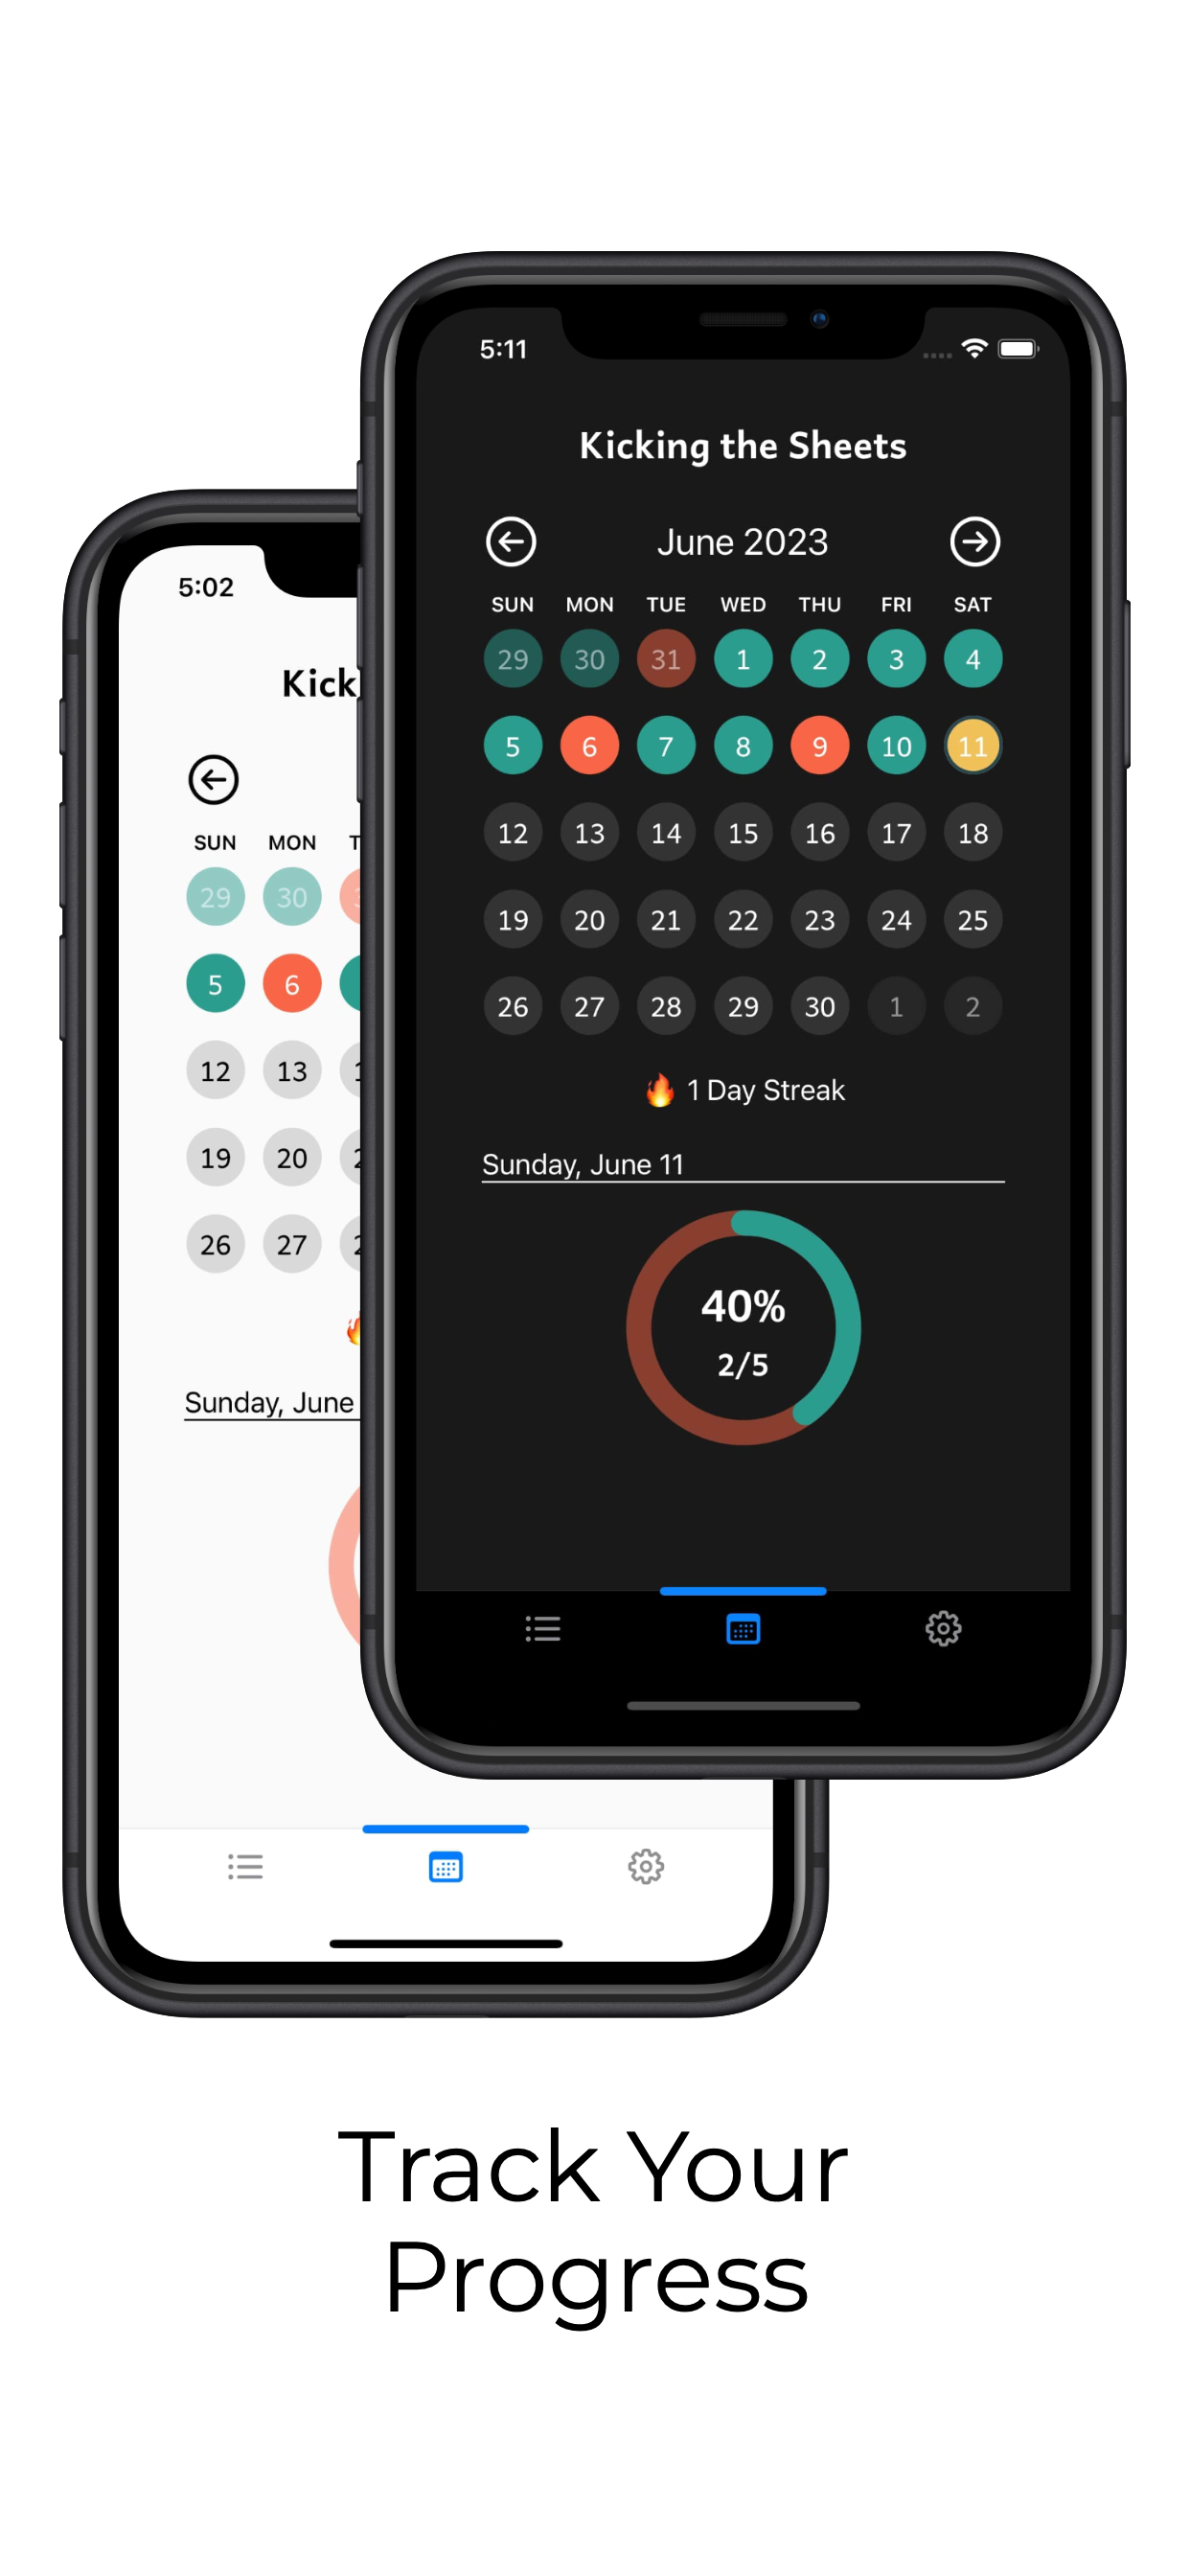 5:11
Kicking the Sheets
June 2023
SUN MON TUE WED THU FRI SAT
29 30 31 1 2 3 4
5 6 7 8 9 10 11
12 13 14 15 16 17 18
19 20 21 22 23 24 25
26 27 28 29 30 1 2
🔥 1 Day Streak
Sunday, June 11
40%
2/5
5:02
Kick
SUN MON T
29 30
5 6
12 13 1
19 20 2
26 27 2
Sunday, June
Track Your
Progress